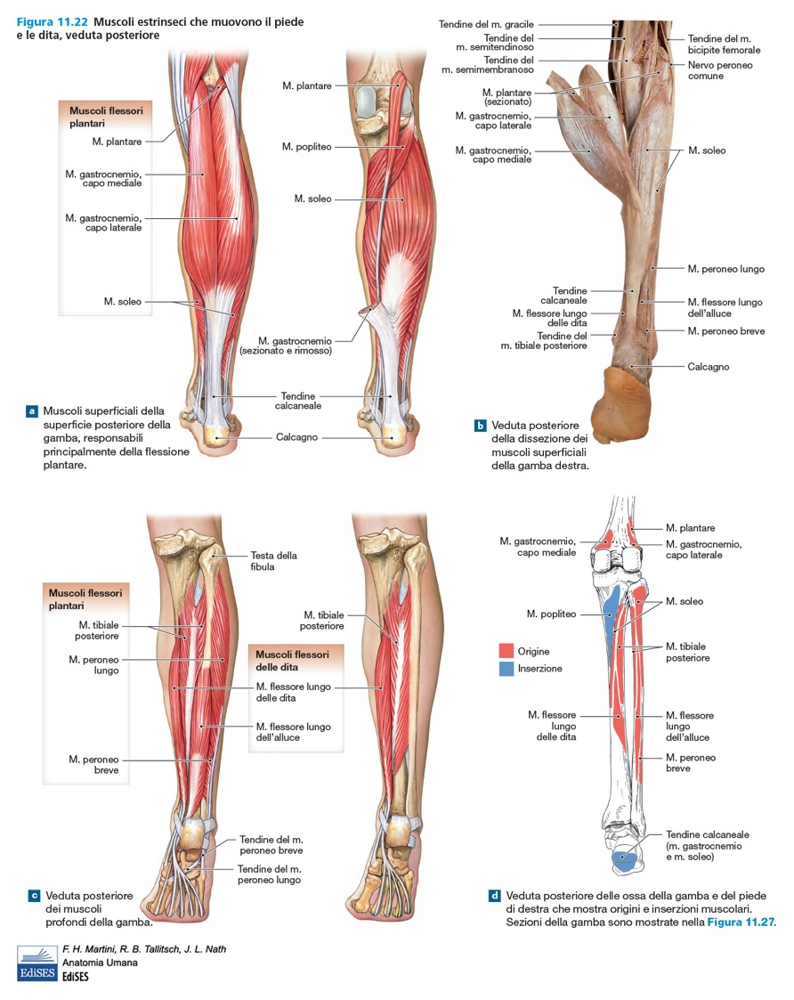 Figura 11.22 Muscoli estrinseci che muovono il piede
e le dita, veduta posteriore
Muscoli flessori
plantari
M. plantare
M. gastrocnemio,
capo mediale
M. gastrocnemio,
capo laterale
M. soleo
M. plantare
M. popliteo
M. soleo
M. gastrocnemio
(sezionato e rimosso)
Tendine
calcaneale
Calcagno
a Muscoli superficiali della
superficie posteriore della
gamba, responsabili
principalmente della flessione
plantare.
Tendine del m. gracile
Tendine del
m. semitendinoso
Tendine del
m. semimembranoso
M. plantare
(sezionato)
M. gastrocnemio,
capo laterale
M. gastrocnemio,
capo mediale
Tendine del m.
bicipite femorale
Nervo peroneo
comune
M. soleo
M. peroneo lungo
Tendine
calcaneale
M. flessore lungo
delle dita
Tendine del
m. tibiale posteriore
M. flessore lungo
dell'alluce
M. peroneo breve
Calcagno
b Veduta posteriore
della dissezione dei
muscoli superficiali
della gamba destra.
Testa della
fibula
Muscoli flessori
plantari
M. tibiale
posteriore
M. peroneo
lungo
M. peroneo
breve
M. tibiale
posteriore
Muscoli flessori
delle dita
M. flessore lungo
delle dita
M. flessore lungo
dell'alluce
Tendine del m.
peroneo breve
Tendine del m.
peroneo lungo
c Veduta posteriore
dei muscoli
profondi della gamba.
M. gastrocnemio,
capo mediale
M. plantare
M. gastrocnemio,
capo laterale
M. popliteo
M. soleo
Origine
Inserzione
M. tibiale
posteriore
M. flessore
lungo
delle dita
M. flessore
lungo
dell'alluce
M. peroneo
breve
Tendine calcaneale
(m. gastrocnemio
e m. soleo)
d Veduta posteriore delle ossa della gamba e del piede
di destra che mostra origini e inserzioni muscolari.
Sezioni della gamba sono mostrate nella Figura 11.27.
EdiSES
F. H. Martini, R. B. Tallitsch, J. L. Nath
Anatomia Umana
EdiSES